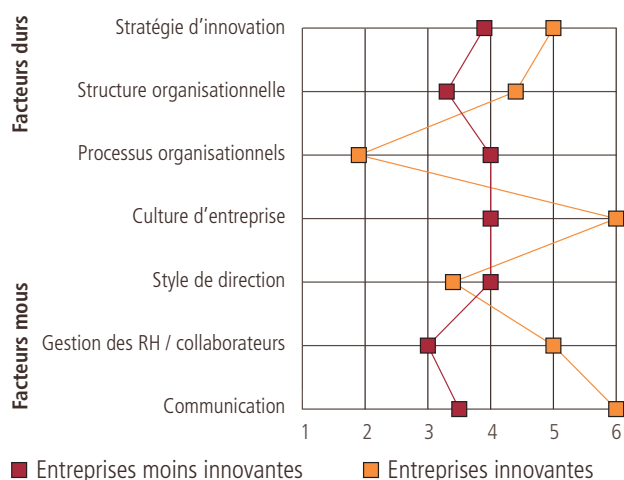 Facteurs durs
Stratégie d’innovation
Structure organisationnelle
Processus organisationnels
Culture d’entreprise
Facteurs mous
Style de direction
Gestion des RH / collaborateurs
Communication
1 2 3 4 5 6
Entreprises moins innovantes
Entreprises innovantes